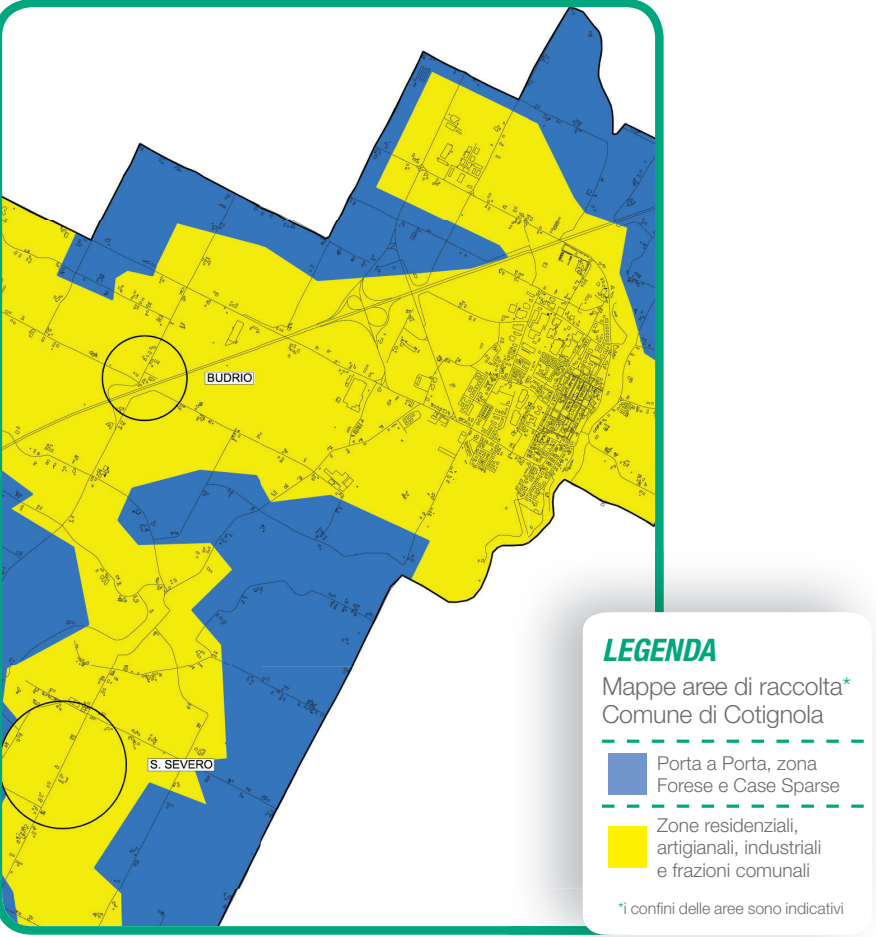 BUDRIO
S. SEVERO
LEGENDA
Mappe aree di raccolta*
Comune di Cotignola
Porta a Porta, zona
Forese e Case Sparse
Zone residenziali,
artigianali, industriali
e frazioni comunali
*i confini delle aree sono indicativi